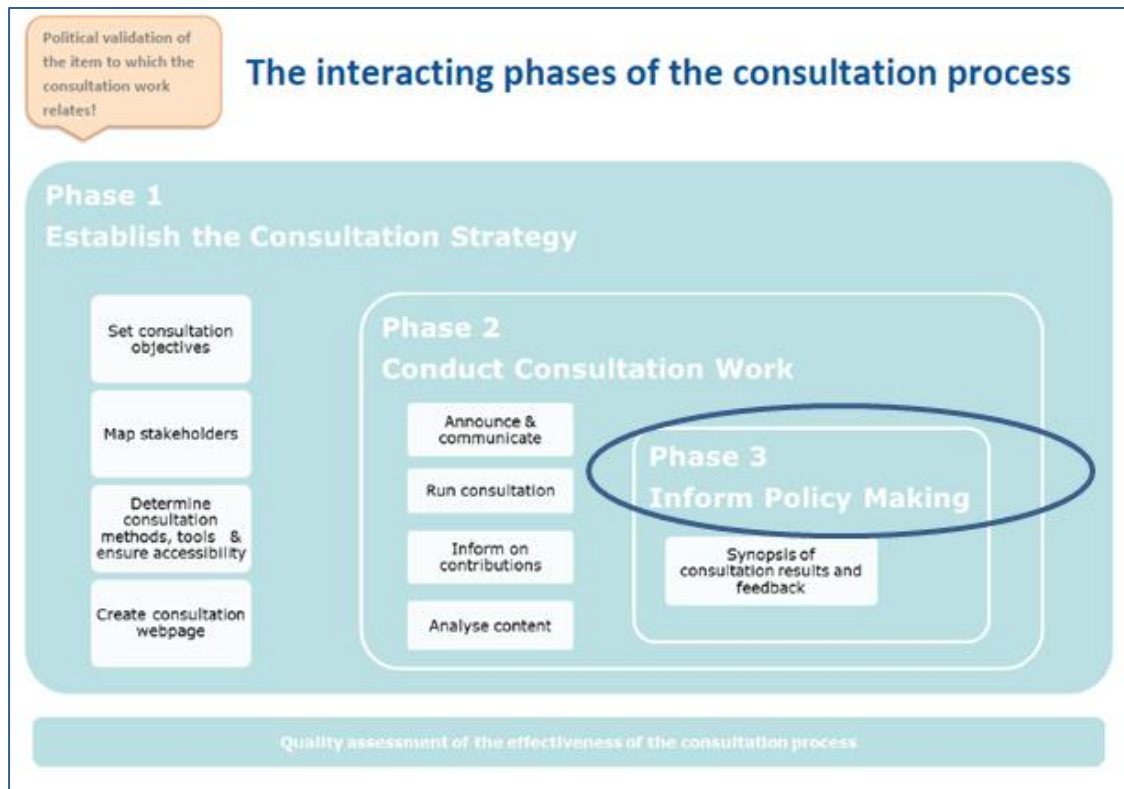 Political validation of
the item to which the
consultation work
relates!
The interacting phases of the consultation process
Phase 1
Establish the Consultation Strategy
Set consultation
objectives
Map stakeholders
Determine
consultation
methods, tools & 
ensure accessibility
Create consultation
webpage
Phase 2
Conduct Consultation Work
Announce &
communicate
Run consultation
Inform on
contributions
Analyse content
Phase 3
Inform Policy Making
Synopsis of
consultation results and
feedback
Quality assessment of the effectiveness of the consultation process